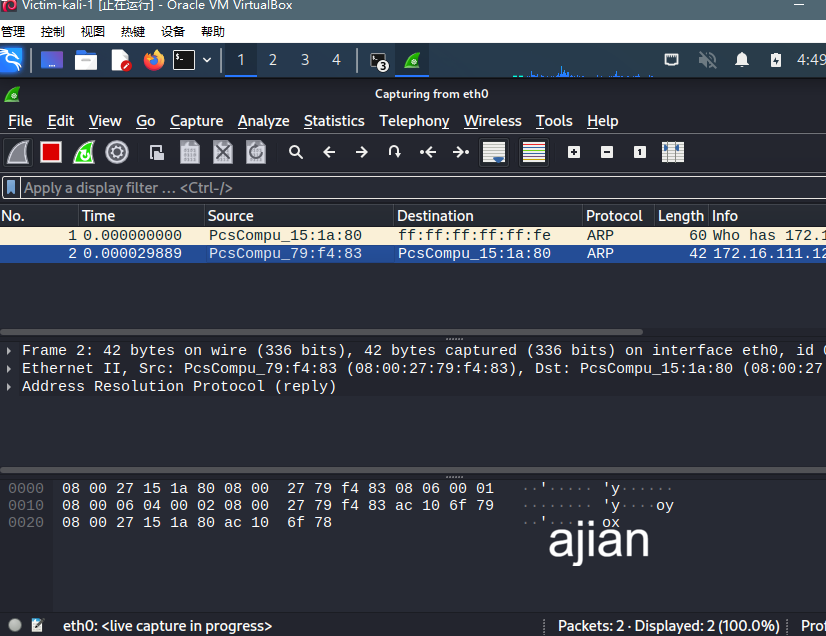 Victim-kali-1 [正在运行] - Oracle VM VirtualBox
管理 控制 视图 热键 设备 帮助
1 2 3 4 3 4:49
Capturing from eth0
File Edit View Go Capture Analyze Statistics Telephony Wireless Tools Help
Apply a display filter … <Ctrl-/>
No. Time Source Destination Protocol Length Info
1 0.000000000 PcsCompu_15:1a:80 ff:ff:ff:ff:ff:fe ARP 60 Who has 172.1
2 0.000029889 PcsCompu_79:f4:83 PcsCompu_15:1a:80 ARP 42 172.16.111.12
Frame 2: 42 bytes on wire (336 bits), 42 bytes captured (336 bits) on interface eth0, id
Ethernet II, Src: PcsCompu_79:f4:83 (08:00:27:79:f4:83), Dst: PcsCompu_15:1a:80 (08:00:27
Address Resolution Protocol (reply)
0000 08 00 27 15 1a 80 08 00 27 79 f4 83 08 06 00 01 ··'····· 'y······
0010 08 00 06 04 00 02 08 00 27 79 f4 83 ac 10 6f 79 ········ 'y····oy
0020 08 00 27 15 1a 80 ac 10 6f 78 ··'····· ox
ajian
eth0: <live capture in progress> Packets: 2 · Displayed: 2 (100.0%) Prof